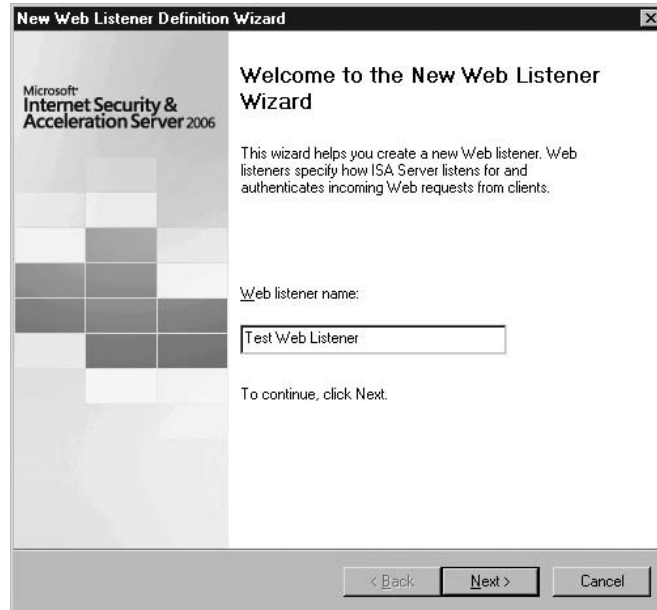 New Web Listener Definition Wizard
Microsoft
Internet Security &
Acceleration Server 2006
Welcome to the New Web Listener
Wizard
This wizard helps you create a new Web listener. Web
listeners specify how ISA Server listens for and
authenticates incoming Web requests from clients.
Web listener name:
Test Web Listener
To continue, click Next.
< Back
Next >
Cancel